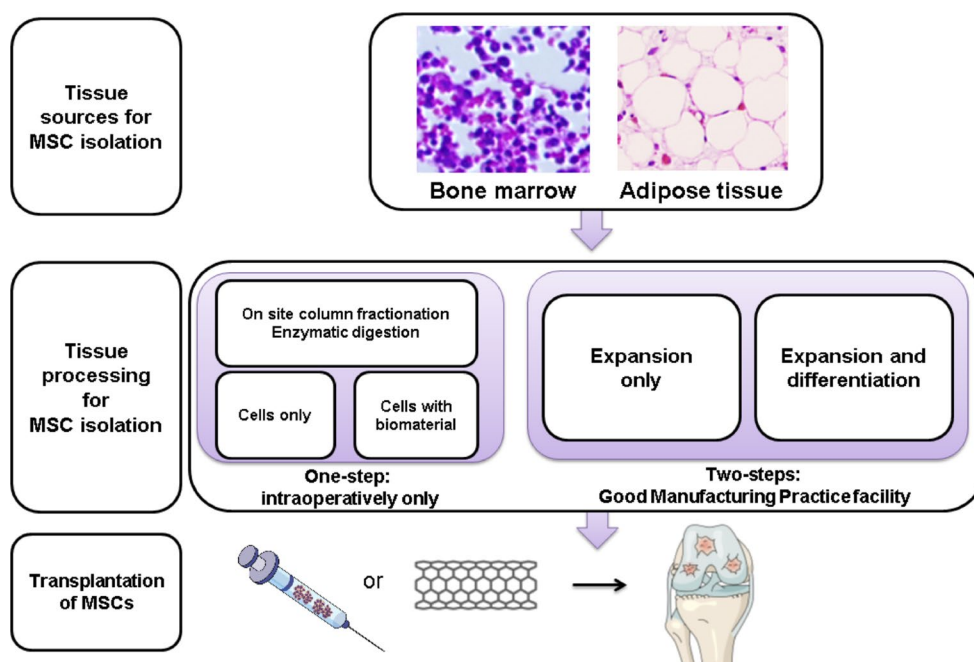 Tissue
sources for
MSC isolation
Bone marrow
Adipose tissue
Tissue
processing
for
MSC isolation
On site column fractionation
Enzymatic digestion
Cells only
Cells with
biomaterial
One-step:
intraoperatively only
Expansion
only
Expansion and
differentiation
Two-steps:
Good Manufacturing Practice facility
Transplantation
of MSCs
or